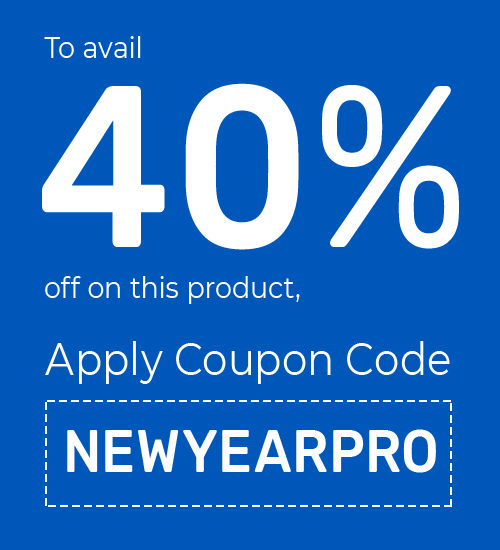 To avail
40%
off on this product,
Apply Coupon Code
NEWYEARPRO